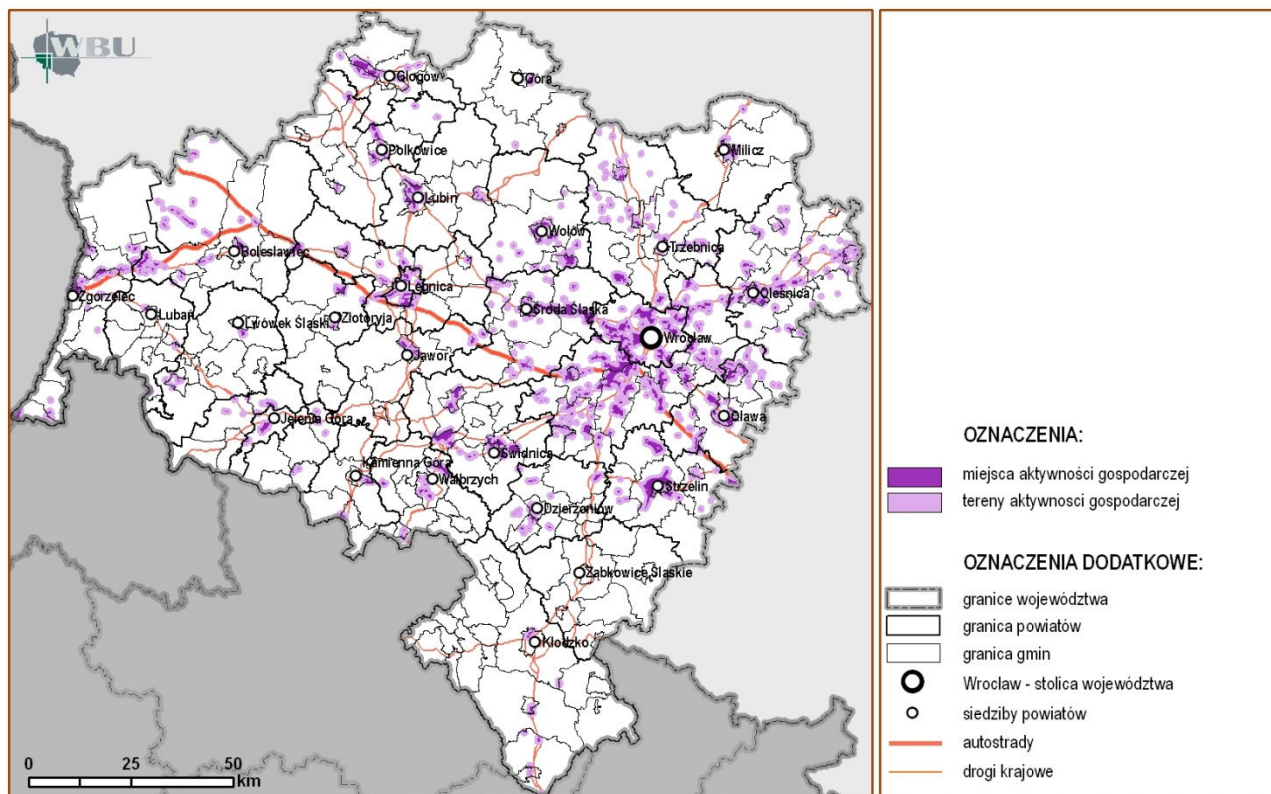 WBU
Głogów
Góra
Polkowice
Milicz
Lubin
Wołów
Trzebnica
Bolesławiec
Legnica
Oleśnica
Zgorzelec
Lubań
Lwówek Śląski
Złotoryja
Środa Śląska
Wrocław
Jawor
Jelenia Góra
Oława
Kamienna Góra
Świdnica
Wałbrzych
Strzelin
Dzierżoniów
Ząbkowice Śląskie
Kłodzko
0 25 50
km
OZNACZENIA:
miejsca aktywności gospodarczej
tereny aktywnosci gospodarczej
OZNACZENIA DODATKOWE:
granice województwa
granica powiatów
granica gmin
Wrocław - stolica województwa
siedziby powiatów
autostrady
drogi krajowe